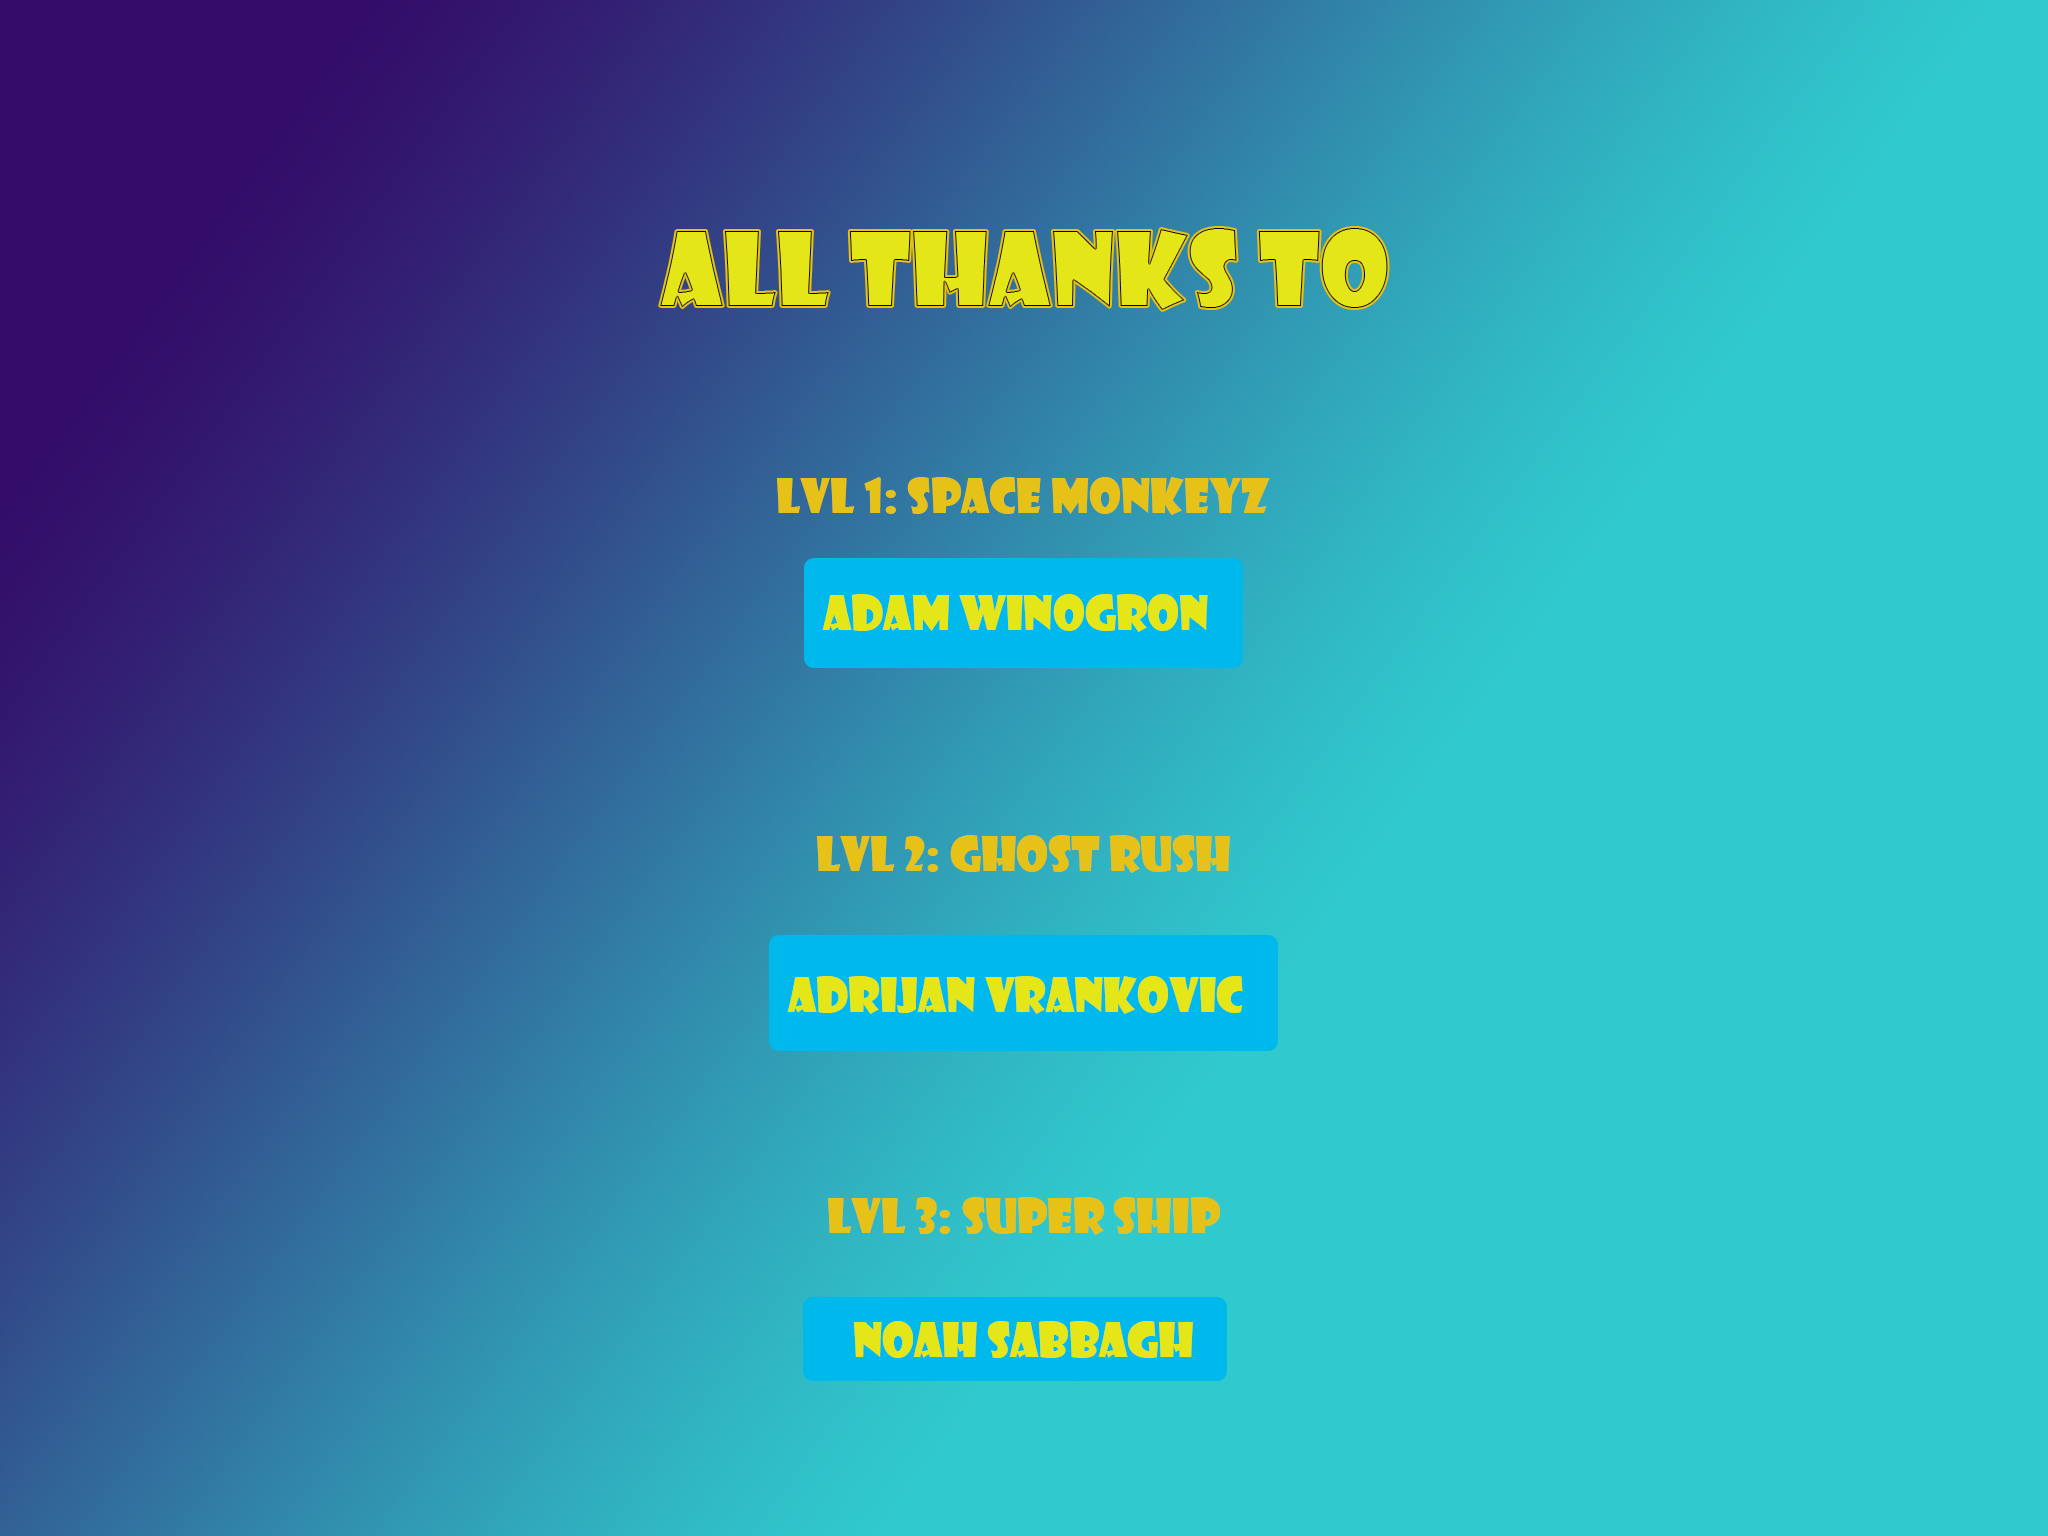 ALL THANKS TO
LVL 1: SPACE MONKEYZ
ADAM WINOGRON
LVL 2: GHOST RUSH
ADRIJAN VRANKOVIC
LVL 3: SUPER SHIP
NOAH SABBAGH